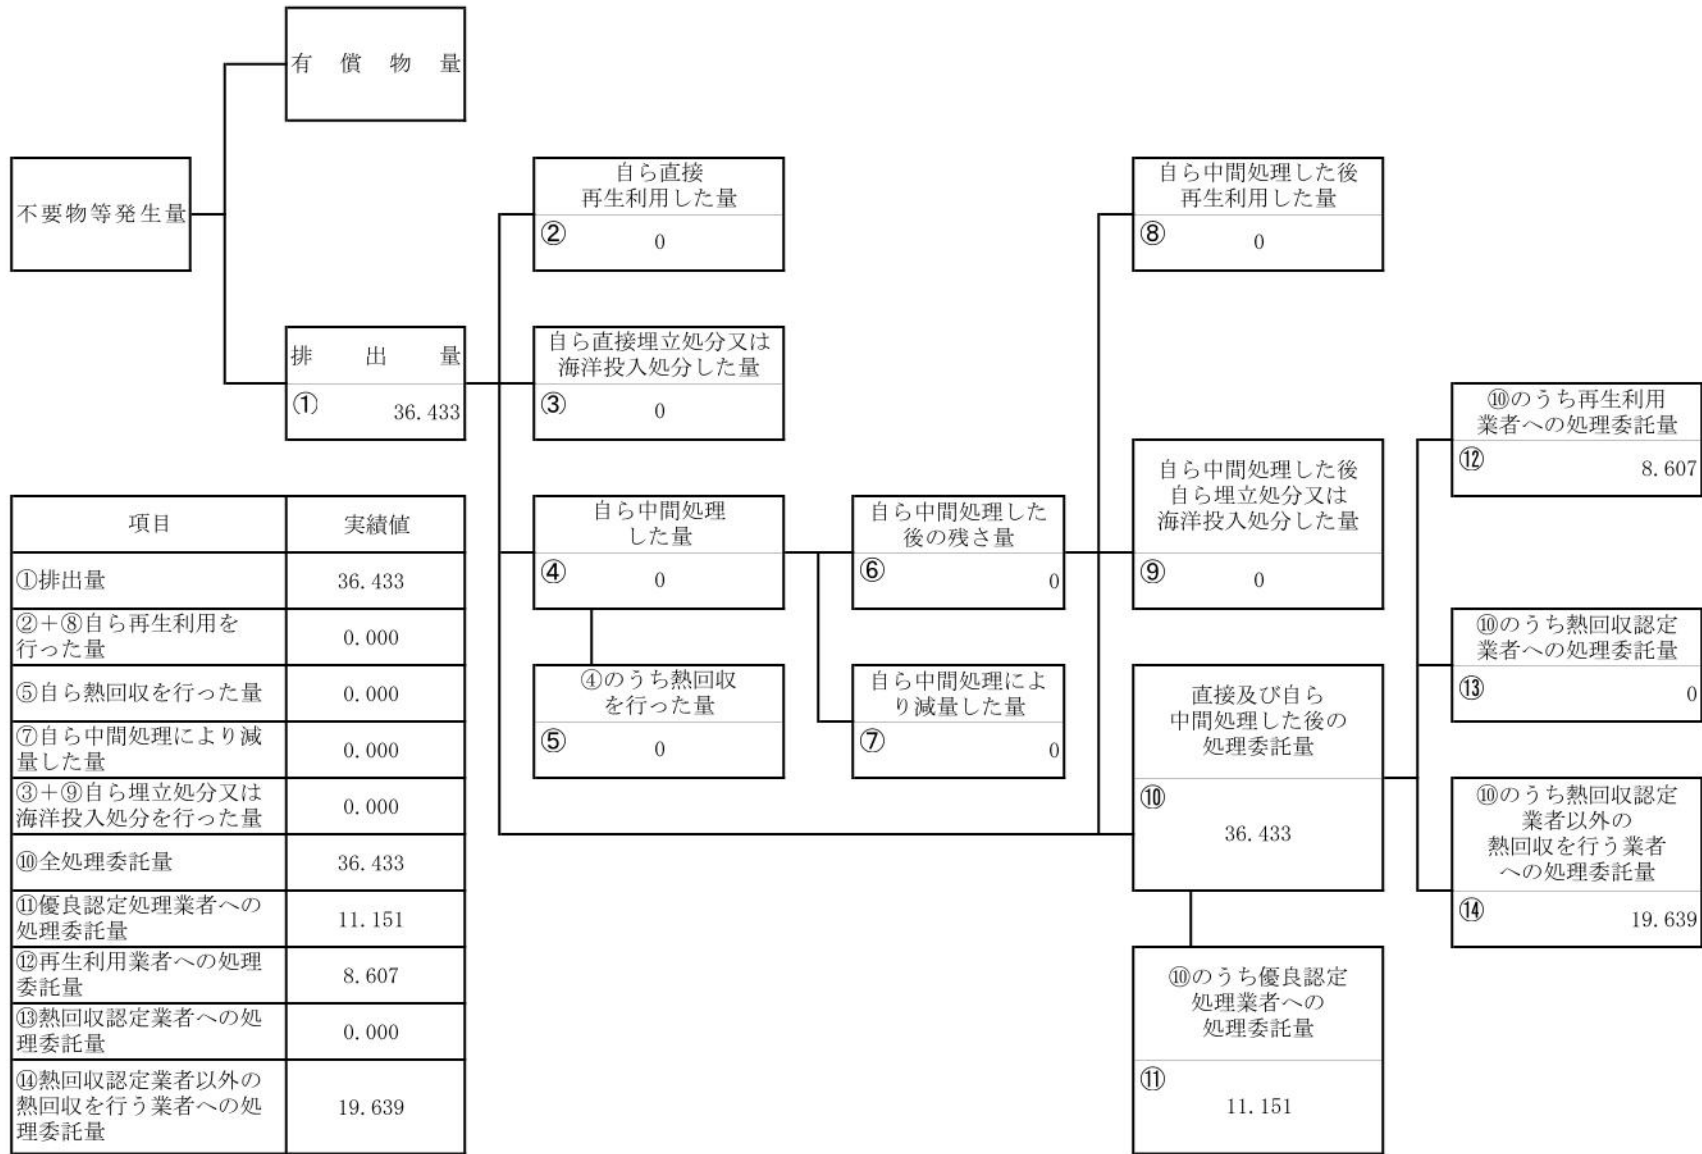 有償物量
不要物等発生量
排出量
① 36.433
自ら直接
再生利用した量
② 0
自ら直接埋立処分又は
海洋投入処分した量
③ 0
自ら中間処理
した量
④ 0
④のうち熱回収
を行った量
⑤ 0
自ら中間処理した
後の残さ量
⑥ 0
自ら中間処理によ
り減量した量
⑦ 0
自ら中間処理した後
再生利用した量
⑧ 0
自ら中間処理した後
自ら埋立処分又は
海洋投入処分した量
⑨ 0
直接及び自ら
中間処理した後の
処理委託量
⑩
36.433
⑩のうち優良認定
処理業者への
処理委託量
⑪
11.151
⑩のうち再生利用
業者への処理委託量
⑫ 8.607
⑩のうち熱回収認定
業者への処理委託量
⑬ 0
⑩のうち熱回収認定
業者以外の
熱回収を行う業者
への処理委託量
⑭ 19.639
項目 実績値
①排出量 36.433
②+⑧自ら再生利用を
行った量 0.000
⑤自ら熱回収を行った量 0.000
⑦自ら中間処理により減
量した量 0.000
③+⑨自ら埋立処分又は
海洋投入処分を行った量 0.000
⑩全処理委託量 36.433
⑪優良認定処理業者への
処理委託量 11.151
⑫再生利用業者への処理
委託量 8.607
⑬熱回収認定業者への処
理委託量 0.000
⑭熱回収認定業者以外の
熱回収を行う業者への処
理委託量 19.639